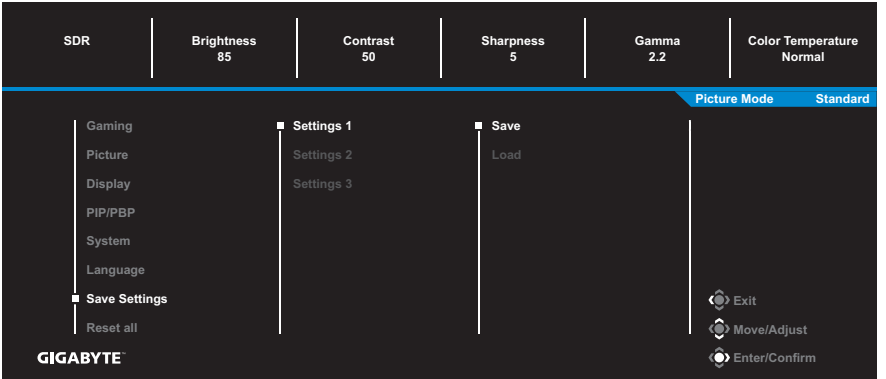 SDR
Brightness
85
Contrast
50
Sharpness
5
Gamma
2.2
Color Temperature
Normal
Picture Mode Standard
Gaming
Picture
Display
PIP/PBP
System
Language
Save Settings
Reset all
Settings 1
Settings 2
Settings 3
Save
Load
Exit
Move/Adjust
Enter/Confirm
GIGABYTE™